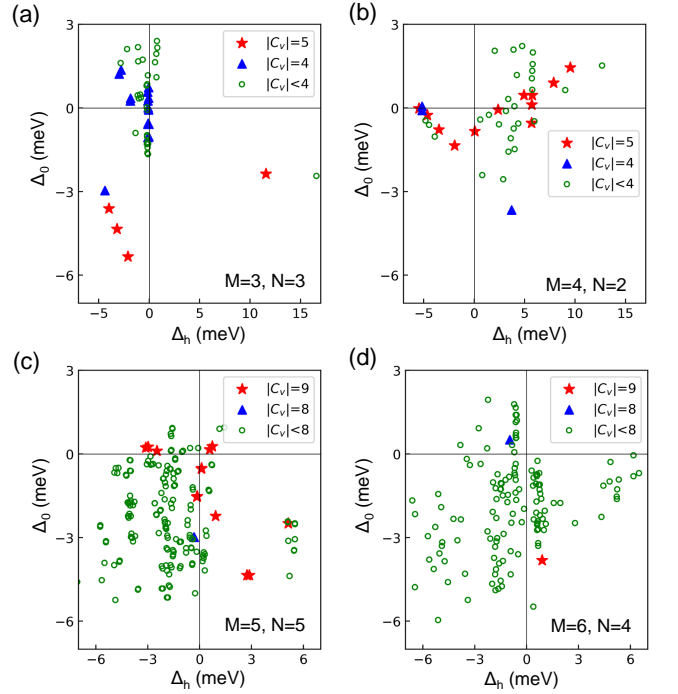 (a)
3
0
−3
−6
Δ₀ (meV)
|Cᵥ|=5
|Cᵥ|=4
|Cᵥ|<4
M=3, N=3
−5 0 5 10 15
Δₕ (meV)
(b)
3
0
−3
−6
Δ₀ (meV)
|Cᵥ|=5
|Cᵥ|=4
|Cᵥ|<4
M=4, N=2
−5 0 5 10 15
Δₕ (meV)
(c)
3
0
−3
−6
Δ₀ (meV)
|Cᵥ|=9
|Cᵥ|=8
|Cᵥ|<8
M=5, N=5
−6 −3 0 3 6
Δₕ (meV)
(d)
3
0
−3
−6
Δ₀ (meV)
|Cᵥ|=9
|Cᵥ|=8
|Cᵥ|<8
M=6, N=4
−6 −3 0 3 6
Δₕ (meV)